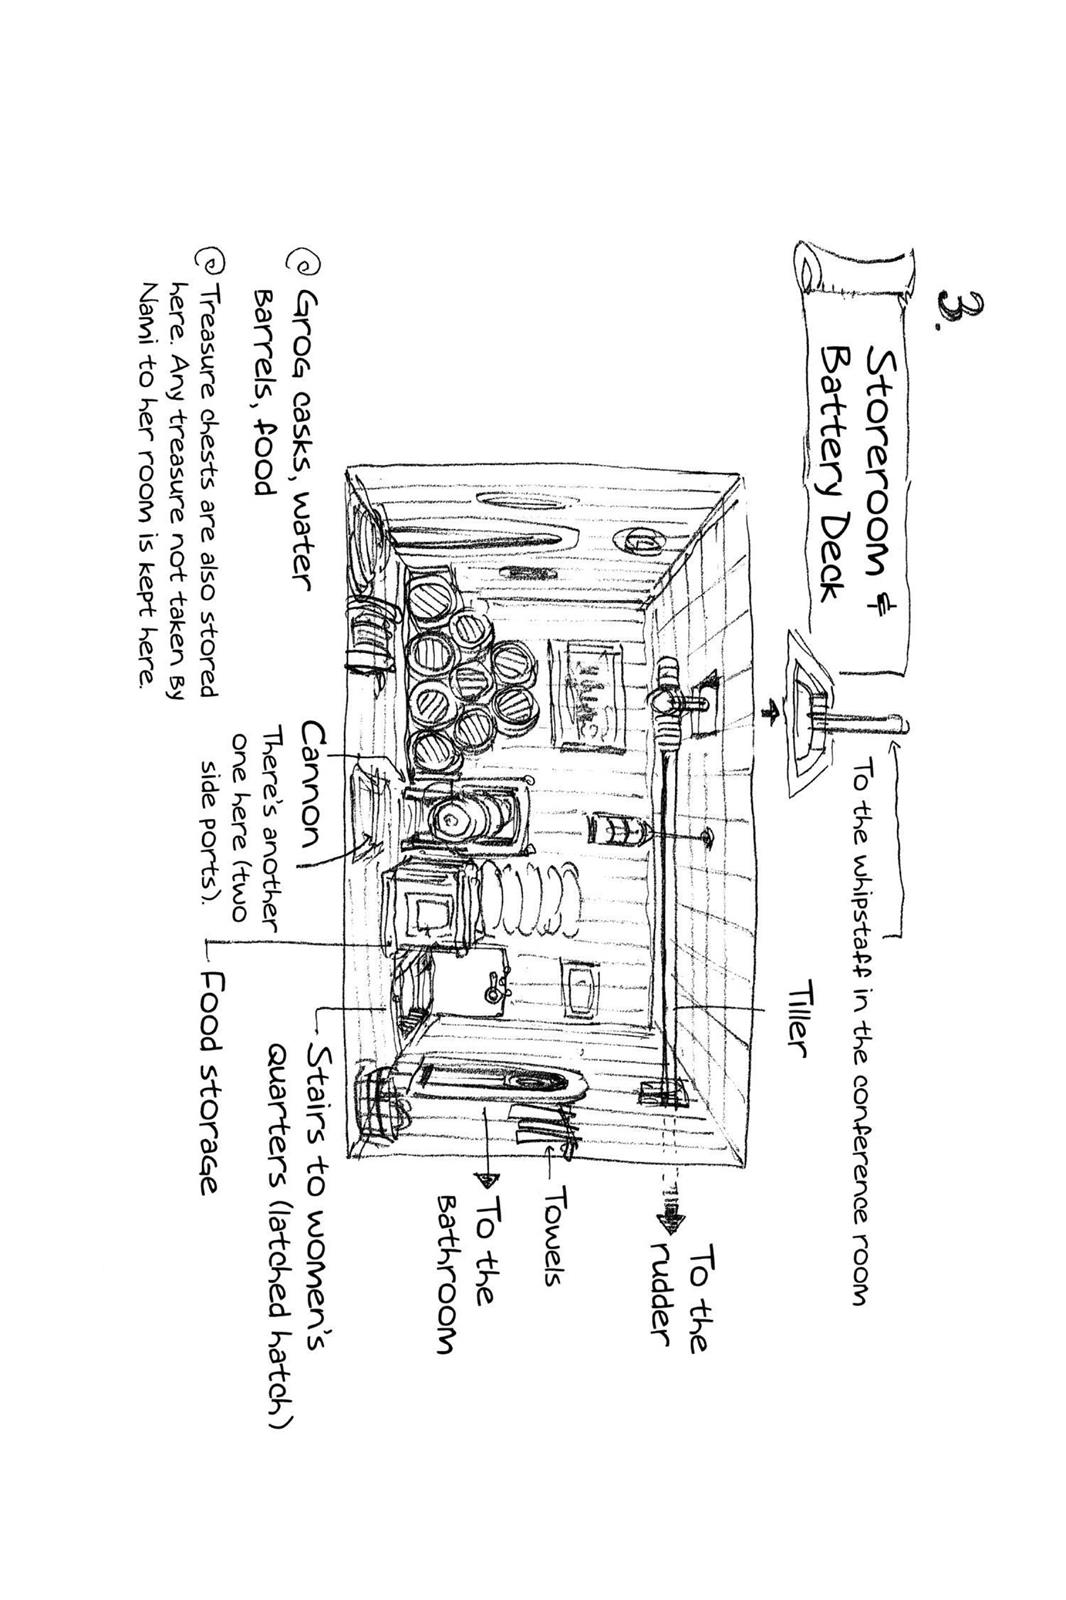 3.
Storeroom &
Battery Deck
To the whipstaff in the conference room
Tiller
To the
rudder
Towels
To the
Bathroom
Grog casks, water
Barrels, food
Treasure chests are also stored
here. Any treasure not taken By
Nami to her room is kept here.
Cannon
There's another
one here (two
side ports).
Stairs to women's
quarters (latched hatch)
Food storage